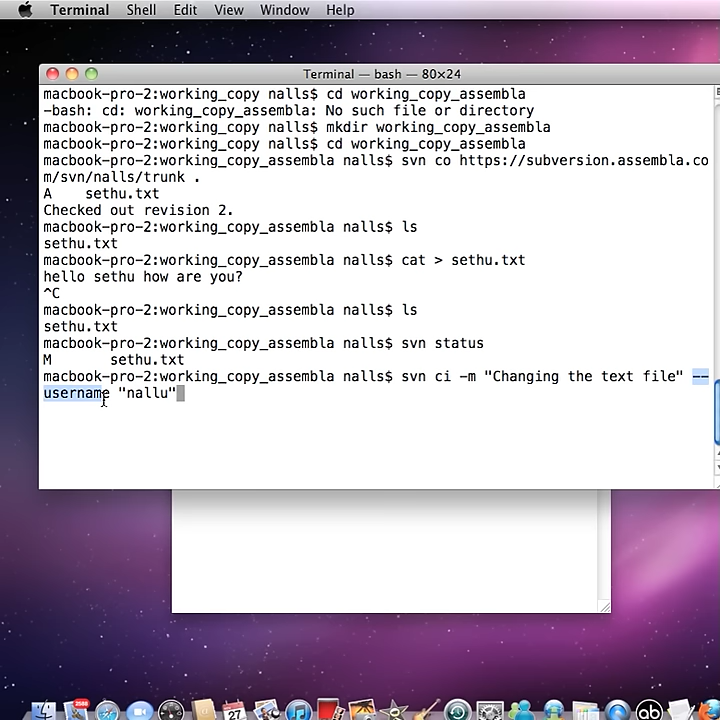 Terminal Shell Edit View Window Help
Terminal — bash — 80×24
macbook-pro-2:working_copy nalls$ cd working_copy_assembla
-bash: cd: working_copy_assembla: No such file or directory
macbook-pro-2:working_copy nalls$ mkdir working_copy_assembla
macbook-pro-2:working_copy nalls$ cd working_copy_assembla
macbook-pro-2:working_copy_assembla nalls$ svn co https://subversion.assembla.co
m/svn/nalls/trunk .
A    sethu.txt
Checked out revision 2.
macbook-pro-2:working_copy_assembla nalls$ ls
sethu.txt
macbook-pro-2:working_copy_assembla nalls$ cat > sethu.txt
hello sethu how are you?
^C
macbook-pro-2:working_copy_assembla nalls$ ls
sethu.txt
macbook-pro-2:working_copy_assembla nalls$ svn status
M       sethu.txt
macbook-pro-2:working_copy_assembla nalls$ svn ci -m "Changing the text file" --
username "nallu"
27
ab